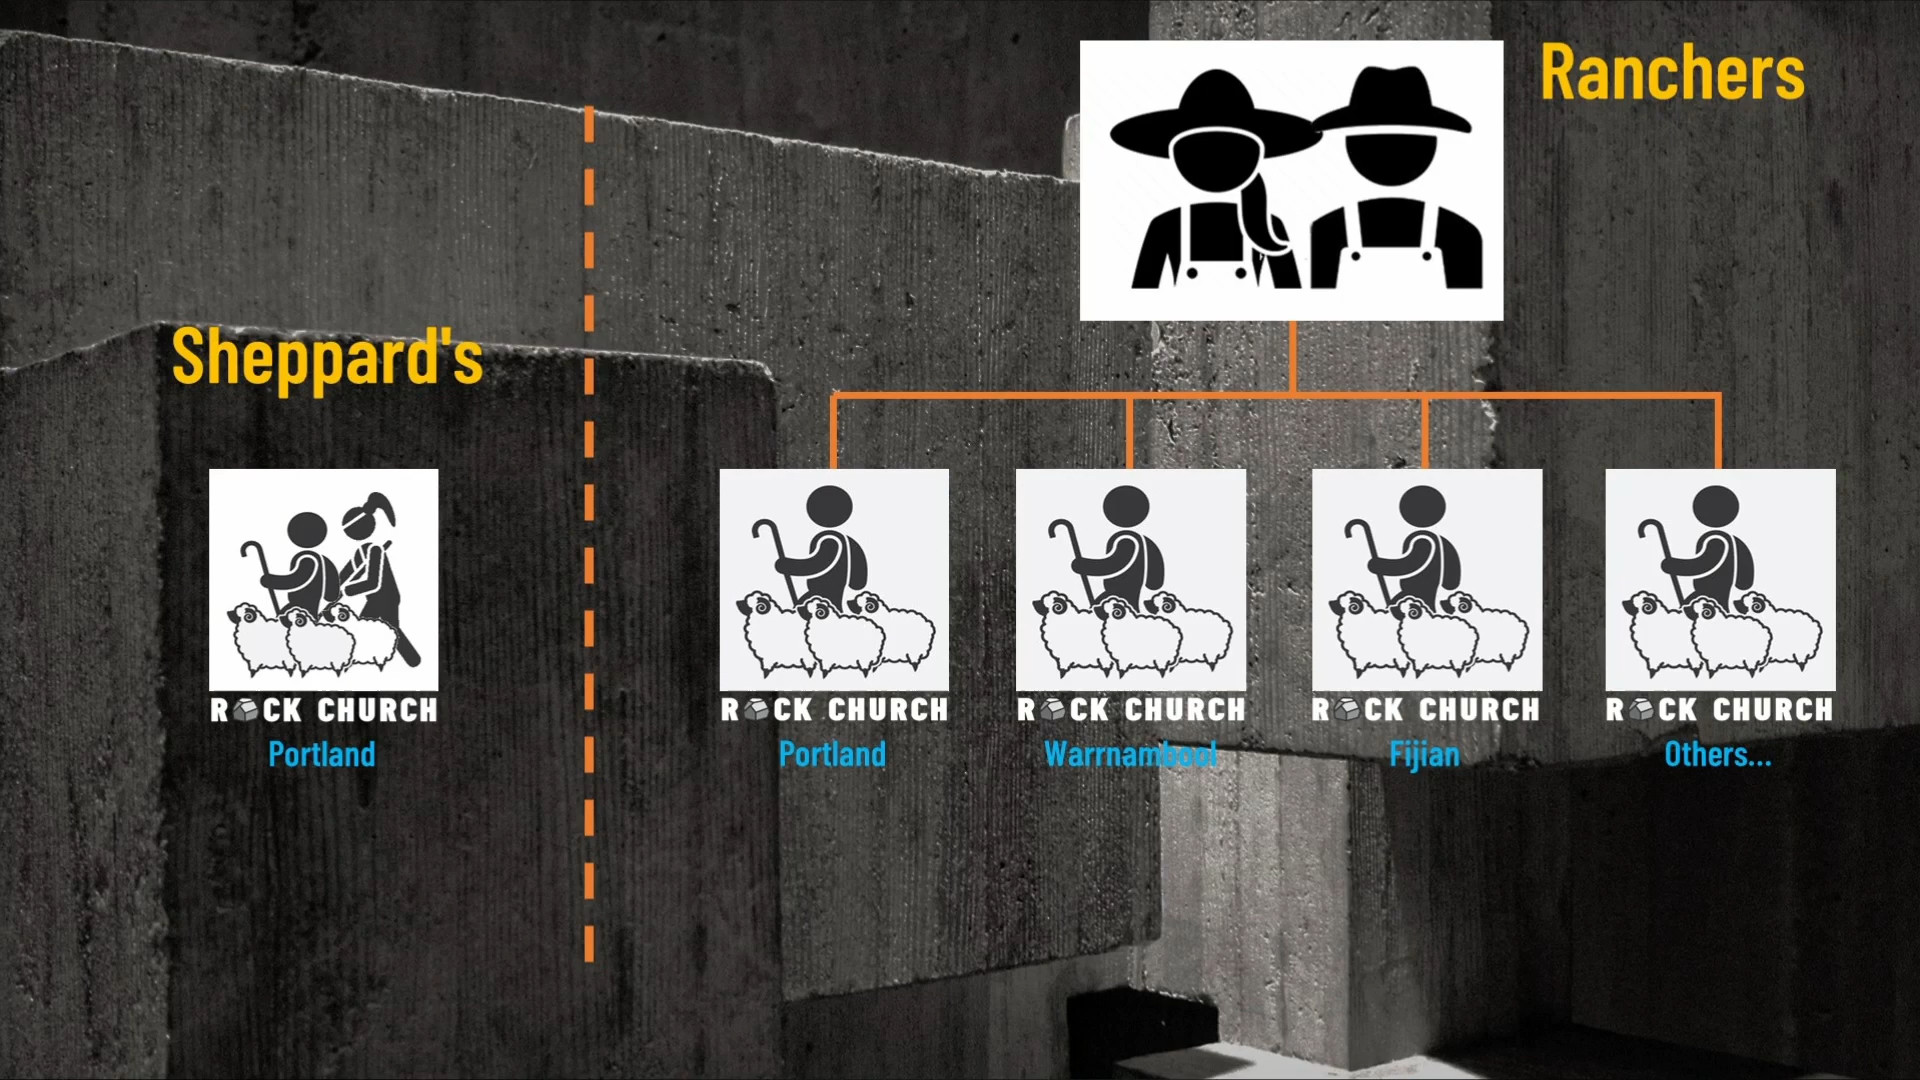 Ranchers
Sheppard's
ROCK CHURCH
Portland
ROCK CHURCH
Portland
ROCK CHURCH
Warrnambool
ROCK CHURCH
Fijian
ROCK CHURCH
Others...